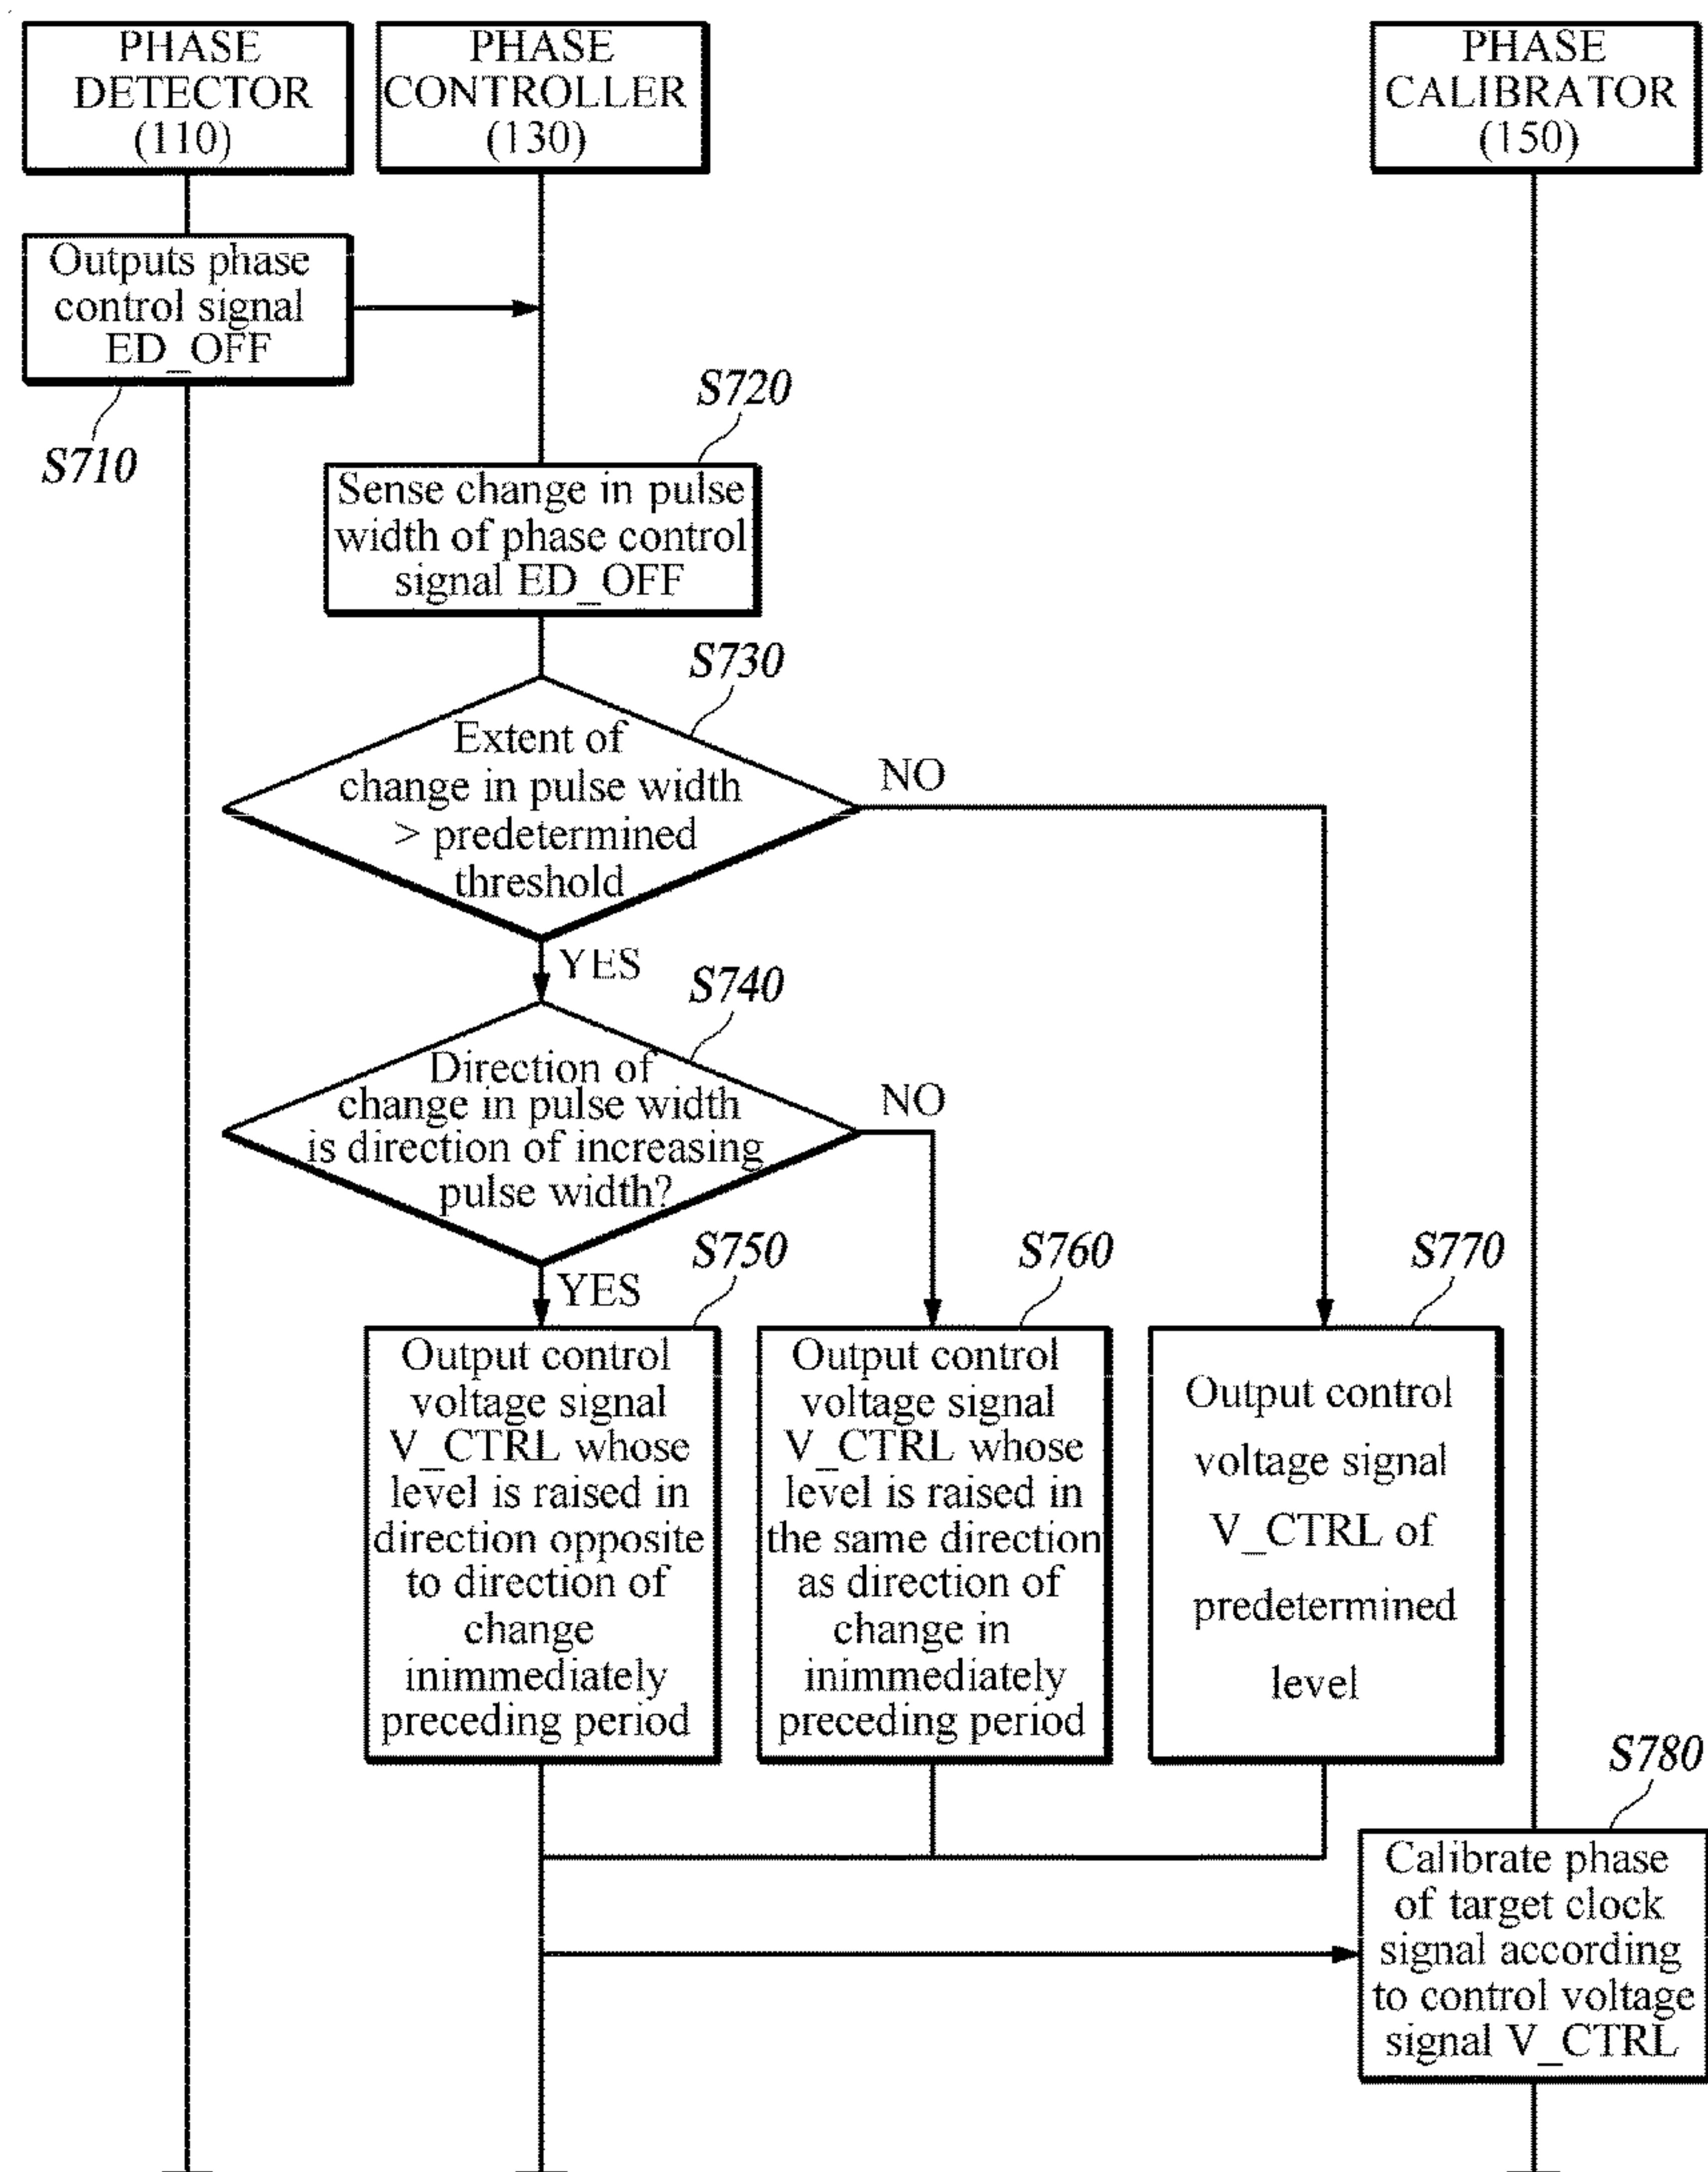 PHASE
DETECTOR
(110)
PHASE
CONTROLLER
(130)
PHASE
CALIBRATOR
(150)
Outputs phase
control signal
ED_OFF
S710
S720
Sense change in pulse
width of phase control
signal ED_OFF
S730
Extent of
change in pulse width
> predetermined
threshold
NO
YES
S740
Direction of
change in pulse width
is direction of increasing
pulse width?
NO
YES
S750
Output control
voltage signal
V_CTRL whose
level is raised in
direction opposite
to direction of
change
inimmediately
preceding period
S760
Output control
voltage signal
V_CTRL whose
level is raised in
the same direction
as direction of
change in
inimmediately
preceding period
S770
Output control
voltage signal
V_CTRL of
predetermined
level
S780
Calibrate phase
of target clock
signal according
to control voltage
signal V_CTRL